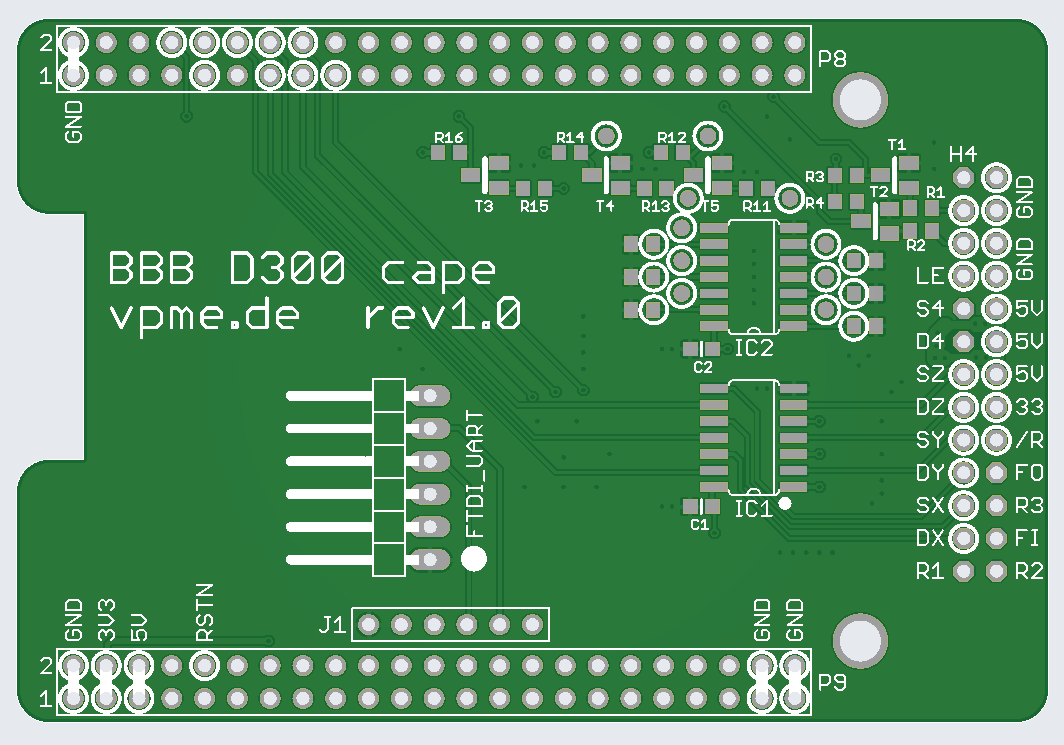 2
1
GND
P8
R16
R14
R12
T1
H4
R3
T2
R1
R4
T3
R15
T4
R13
T5
R11
R2
GND
GND
BBB D300 cape
vpme.de rev1.0
LE
S4 5V
D4 5V
SZ 5V
DZ 33
SY /R
DY FO
SX R3
DX FI
R1 R2
IC2
C2
FTDI_UART
IC1
C1
GND
3V3
5V
RSTN
J1
GND
GND
2
1
P9